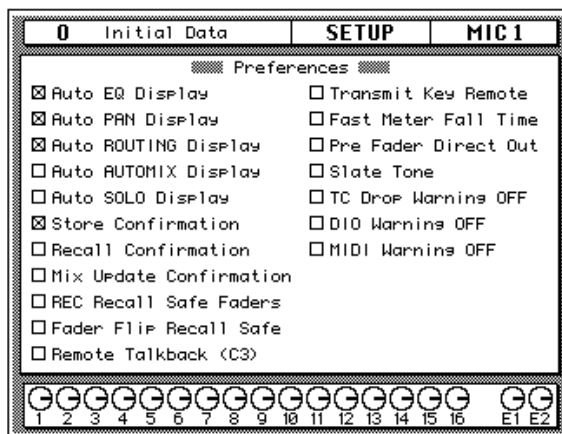 0 Initial Data SETUP MIC 1
Preferences
Auto EQ Display
Auto PAN Display
Auto ROUTING Display
Auto AUTOMIX Display
Auto SOLO Display
Store Confirmation
Recall Confirmation
Mix Update Confirmation
REC Recall Safe Faders
Fader Flip Recall Safe
Remote Talkback (C3)
Transmit Key Remote
Fast Meter Fall Time
Pre Fader Direct Out
Slate Tone
TC Drop Warning OFF
DIO Warning OFF
MIDI Warning OFF
1 2 3 4 5 6 7 8 9 10 11 12 13 14 15 16 E1 E2